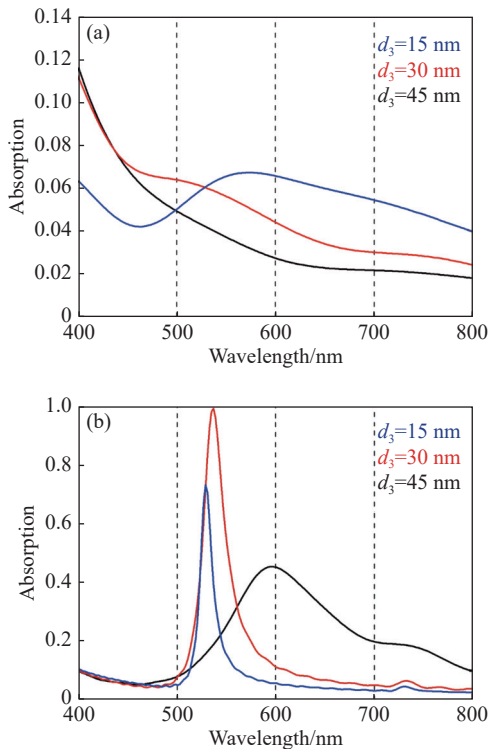 (a)
d₃=15 nm
d₃=30 nm
d₃=45 nm
0.14
0.12
0.10
0.08
0.06
0.04
0.02
0
Absorption
400 500 600 700 800
Wavelength/nm
(b)
d₃=15 nm
d₃=30 nm
d₃=45 nm
1.0
0.8
0.6
0.4
0.2
0
Absorption
400 500 600 700 800
Wavelength/nm